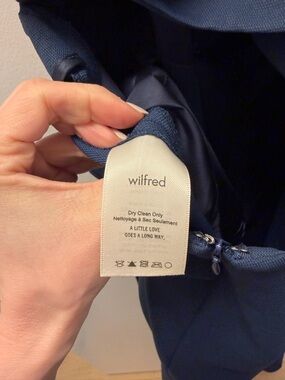 wilfred
Dry Clean Only
Nettoyage à Sec Seulement
A LITTLE LOVE
GOES A LONG WAY.